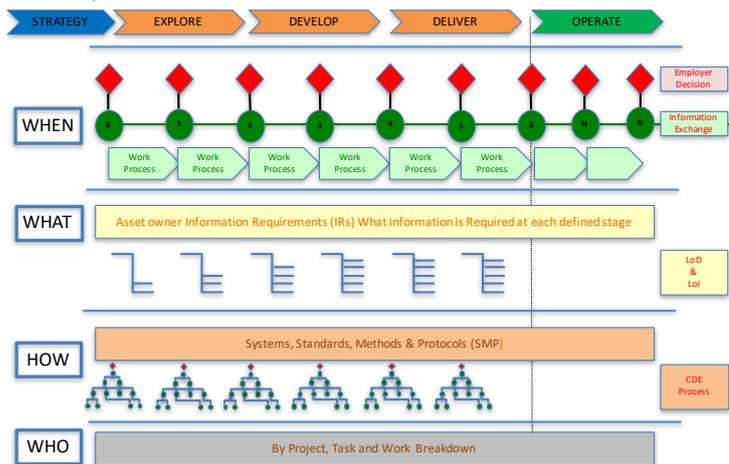 STRATEGY
EXPLORE
DEVELOP
DELIVER
OPERATE
Employer
Decision
WHEN
0
1
2
3
4
5
6
N
N
Information
Exchange
Work
Process
Work
Process
Work
Process
Work
Process
Work
Process
Work
Process
WHAT
Asset owner Information Requirements (IRs) What Information is Required at each defined stage
LoD
&
LoI
HOW
Systems, Standards, Methods & Protocols (SMP)
CDE
Process
WHO
By Project, Task and Work Breakdown